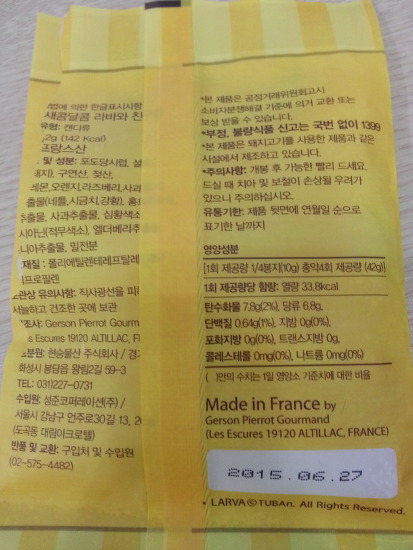 법에 의한 한글표시사항
새콤달콤 라바와 친
유형: 캔디류
2g (142 Kcal)
프랑스산
및 성분: 포도당시럽, 설
돼지), 구연산, 젖산,
레몬,오렌지,라즈베리,사과
출물(네틀,시금치,강황), 홍
추출물, 사과추출물, 심황색소
시아닌(적무색소), 엘더베리추
니아추출물, 밀전분
재질: 폴리에틸렌테레프탈레
리프로필렌
보관상 유의사항: 직사광선을 피
서늘하고 건조한 곳에 보관
조사: Gerson Pierrot Gourm
Les Escures 19120 ALTILLAC, F
소분원: 현승물산 주식회사 / 경
화성시 봉담읍 왕림2길 59-3
TEL: 031)227-0731
수입원: 성준코퍼레이션(주) /
서울시 강남구 언주로30길 13, 2
(도곡동 대림아크로텔)
반품 및 교환: 구입처 및 수입원
(02-575-4482)
*본 제품은 공정거래위원회고시
소비자분쟁해결 기준에 의거 교환 또는
보상 받을 수 있습니다.
*부정, 불량식품 신고는 국번 없이 1399
*본 제품은 돼지고기를 사용한 제품과 같은
시설에서 제조하고 있습니다.
*주의사항: 개봉 후 가능한 빨리 드세요.
드실 때 치아 및 보철이 손상될 우려가
있으니 주의하십시오.
유통기한: 제품 뒷면에 연월일 순으로
표기한 날까지
영양성분
[1회 제공량 1/4봉지(10g) 총약4회 제공량 (42g)]
1회 제공량당 함량: 열량 33.8kcal
탄수화물 7.8g(2%), 당류 6.8g,
단백질 0.64g(1%), 지방 0g(0%),
포화지방 0g(0%), 트랜스지방 0g,
콜레스테롤 0mg(0%), 나트륨 0mg(0%)
( )안의 수치는 1일 영양소 기준치에 대한 비율
Made in France by
Gerson Pierrot Gourmand
(Les Escures 19120 ALTILLAC, FRANCE)
2015.06.27
• LARVA©TUBAn. All Rights Reserved.